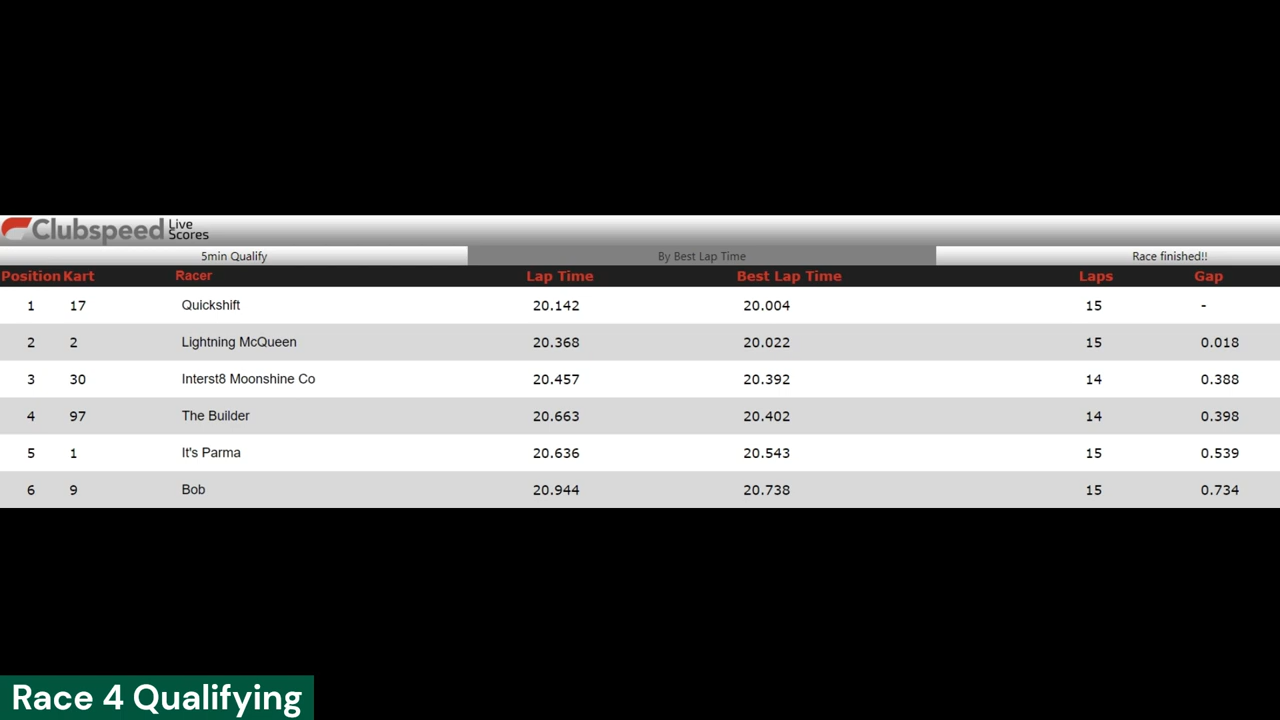 Clubspeed Live Scores
5min Qualify By Best Lap Time Race finished!!
Position Kart Racer Lap Time Best Lap Time Laps Gap
1 17 Quickshift 20.142 20.004 15 -
2 2 Lightning McQueen 20.368 20.022 15 0.018
3 30 Interst8 Moonshine Co 20.457 20.392 14 0.388
4 97 The Builder 20.663 20.402 14 0.398
5 1 It's Parma 20.636 20.543 15 0.539
6 9 Bob 20.944 20.738 15 0.734
Race 4 Qualifying